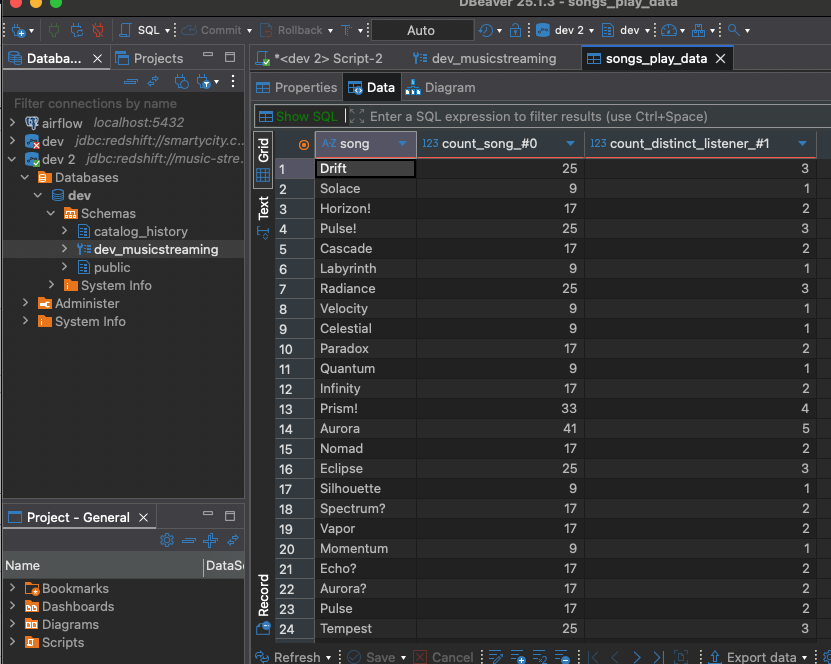 DBeaver 25.1.3 - songs_play_data
SQL Commit Rollback T Auto dev 2 dev
Databa... Projects
*<dev 2> Script-2 dev_musicstreaming songs_play_data
Filter connections by name
airflow localhost:5432
dev jdbc:redshift://smartycity.c...
dev 2 jdbc:redshift://music-stre...
Databases
dev
Schemas
catalog_history
dev_musicstreaming
public
System Info
Administer
System Info
Project - General
Name DataSo
Bookmarks
Dashboards
Diagrams
Scripts
Properties Data Diagram
Show SQL Enter a SQL expression to filter results (use Ctrl+Space)
Grid
Text
Record
A-Z song 123 count_song_#0 123 count_distinct_listener_#1
1 Drift 25 3
2 Solace 9 1
3 Horizon! 17 2
4 Pulse! 25 3
5 Cascade 17 2
6 Labyrinth 9 1
7 Radiance 25 3
8 Velocity 9 1
9 Celestial 9 1
10 Paradox 17 2
11 Quantum 9 1
12 Infinity 17 2
13 Prism! 33 4
14 Aurora 41 5
15 Nomad 17 2
16 Eclipse 25 3
17 Silhouette 9 1
18 Spectrum? 17 2
19 Vapor 17 2
20 Momentum 9 1
21 Echo? 17 2
22 Aurora? 17 2
23 Pulse 17 2
24 Tempest 25 3
Refresh Save Cancel Export data